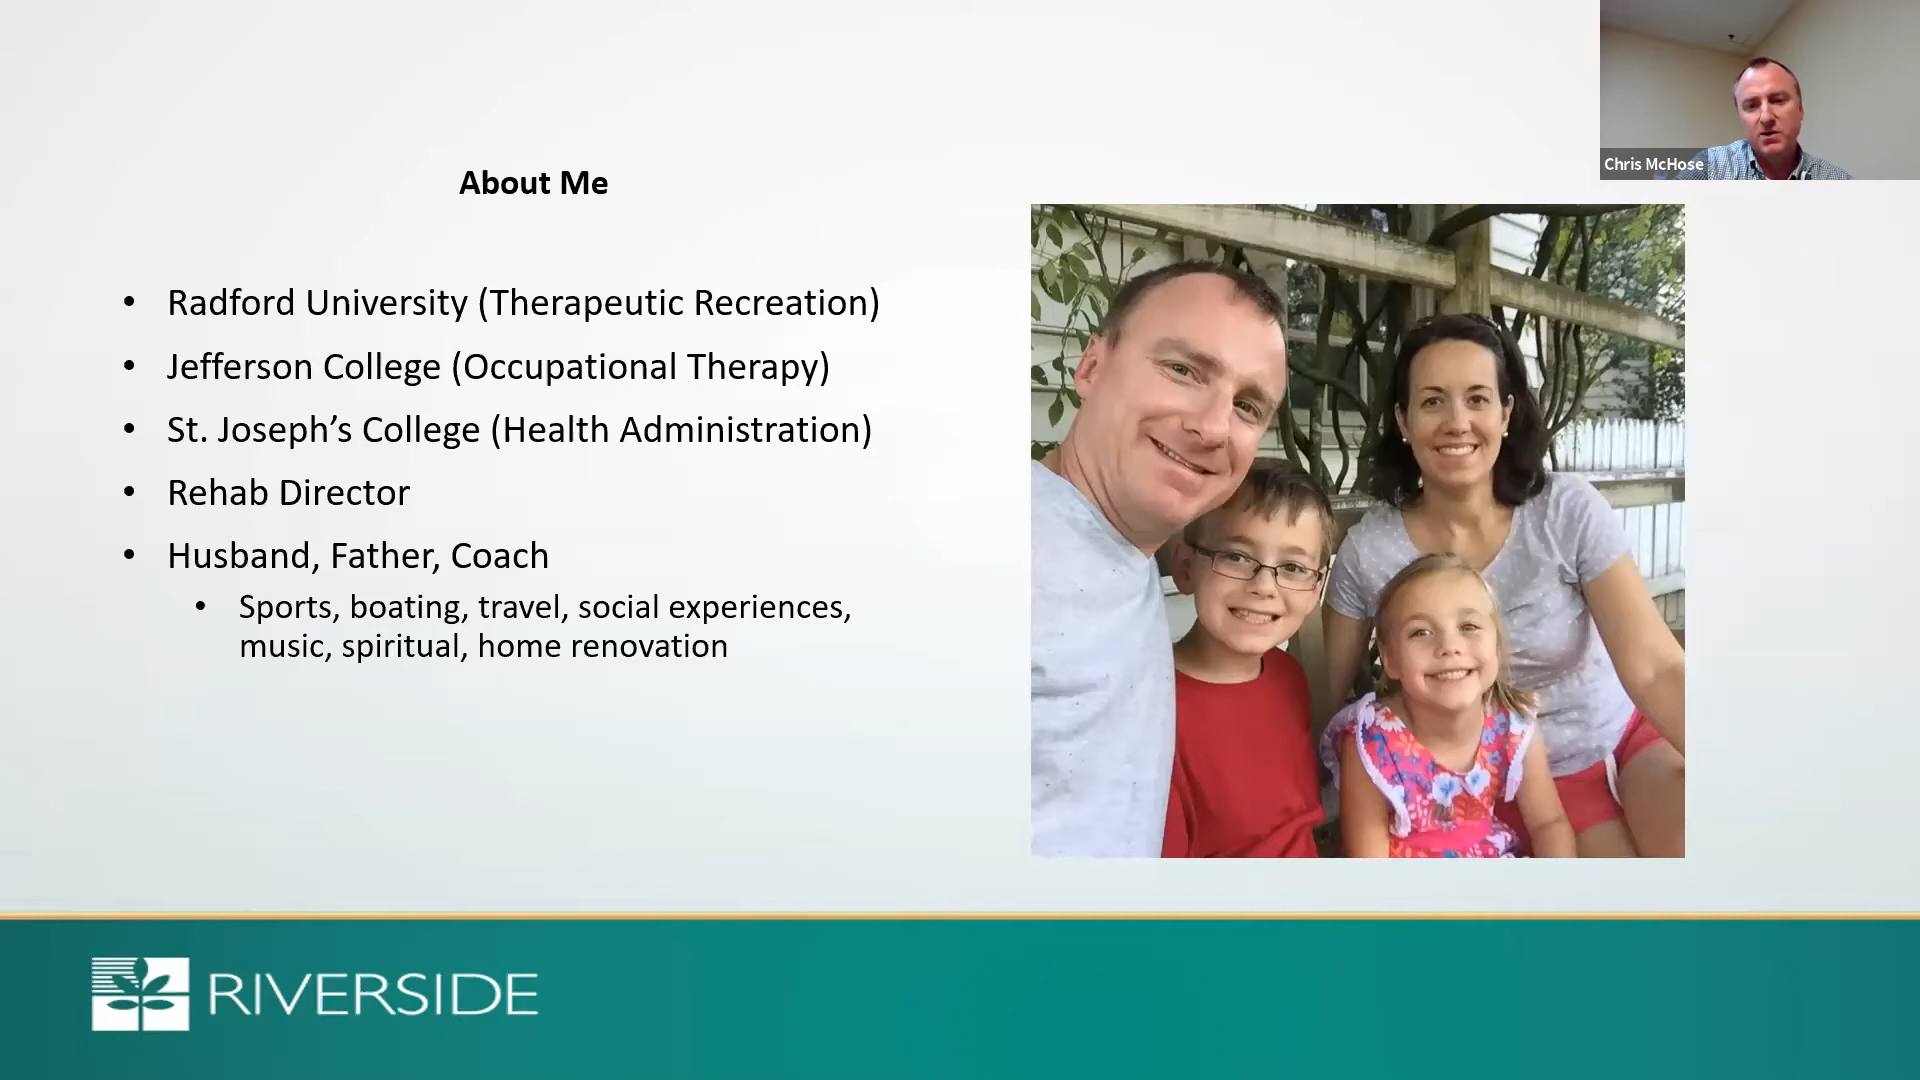 Chris McHose
About Me
• Radford University (Therapeutic Recreation)
• Jefferson College (Occupational Therapy)
• St. Joseph’s College (Health Administration)
• Rehab Director
• Husband, Father, Coach
• Sports, boating, travel, social experiences,
music, spiritual, home renovation
RIVERSIDE